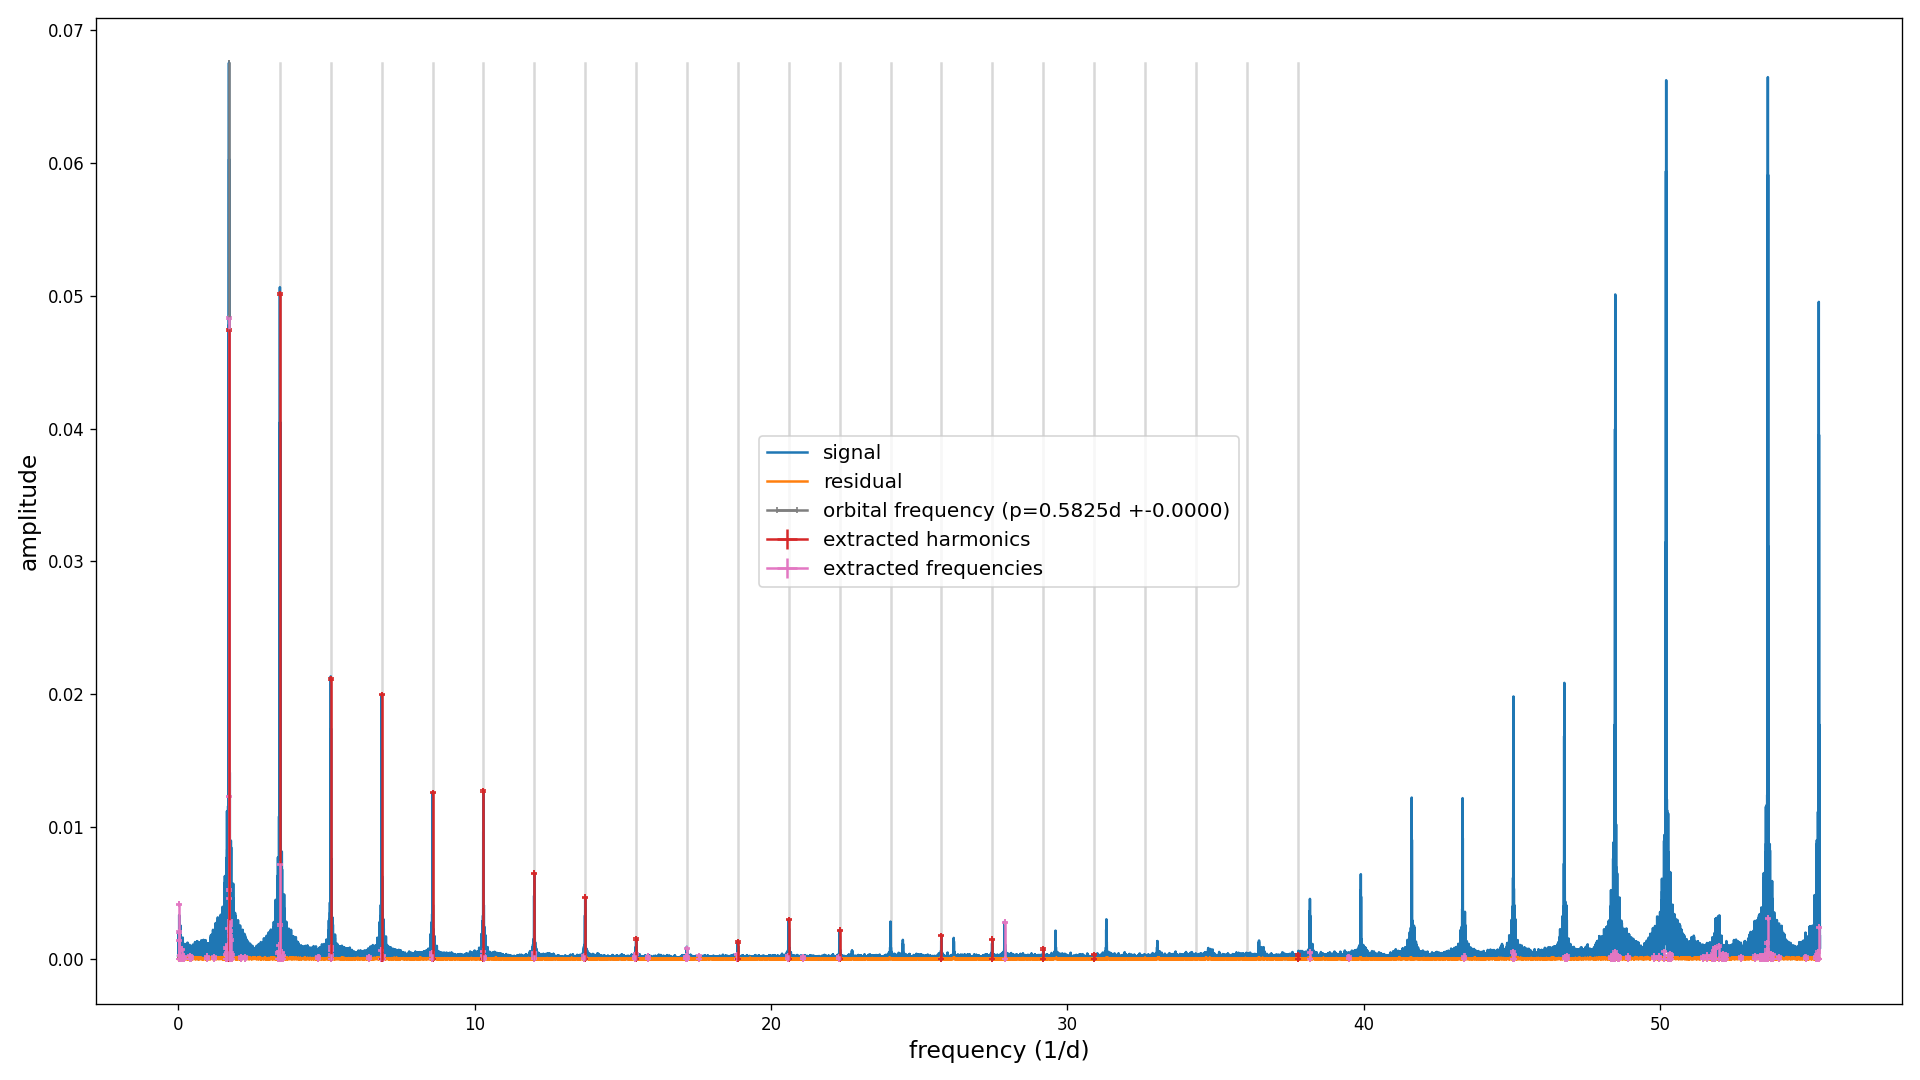 0.07
0.06
0.05
0.04
0.03
0.02
0.01
0.00
amplitude
signal
residual
orbital frequency (p=0.5825d +-0.0000)
extracted harmonics
extracted frequencies
0 10 20 30 40 50
frequency (1/d)